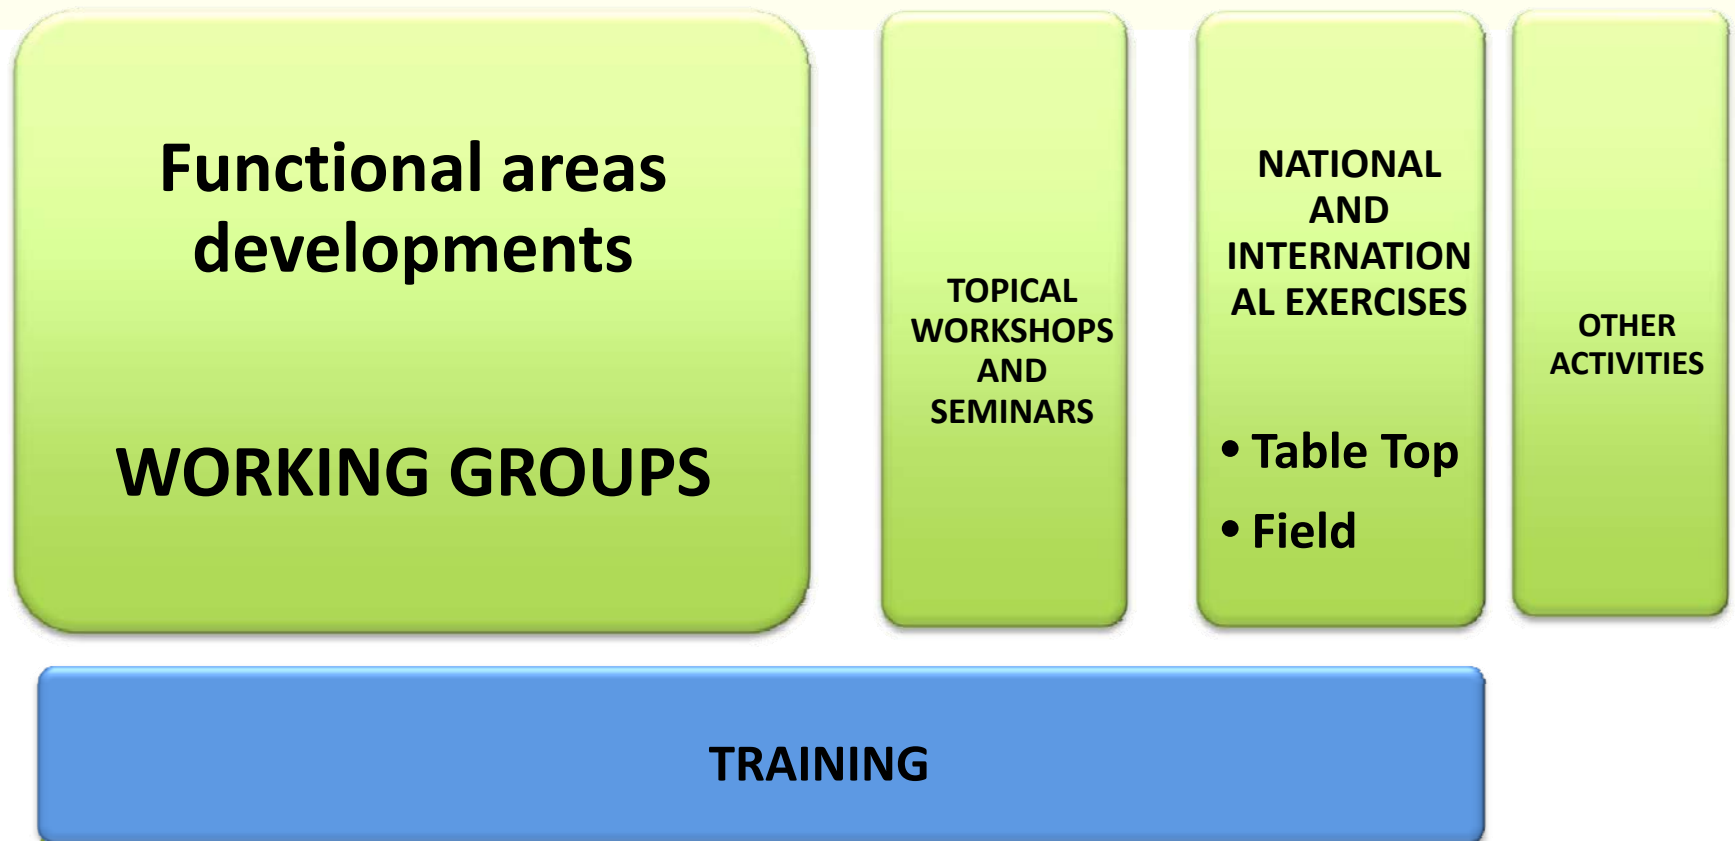 Functional areas
developments
WORKING GROUPS
TOPICAL
WORKSHOPS
AND
SEMINARS
NATIONAL
AND
INTERNATION
AL EXERCISES
• Table Top
• Field
OTHER
ACTIVITIES
TRAINING